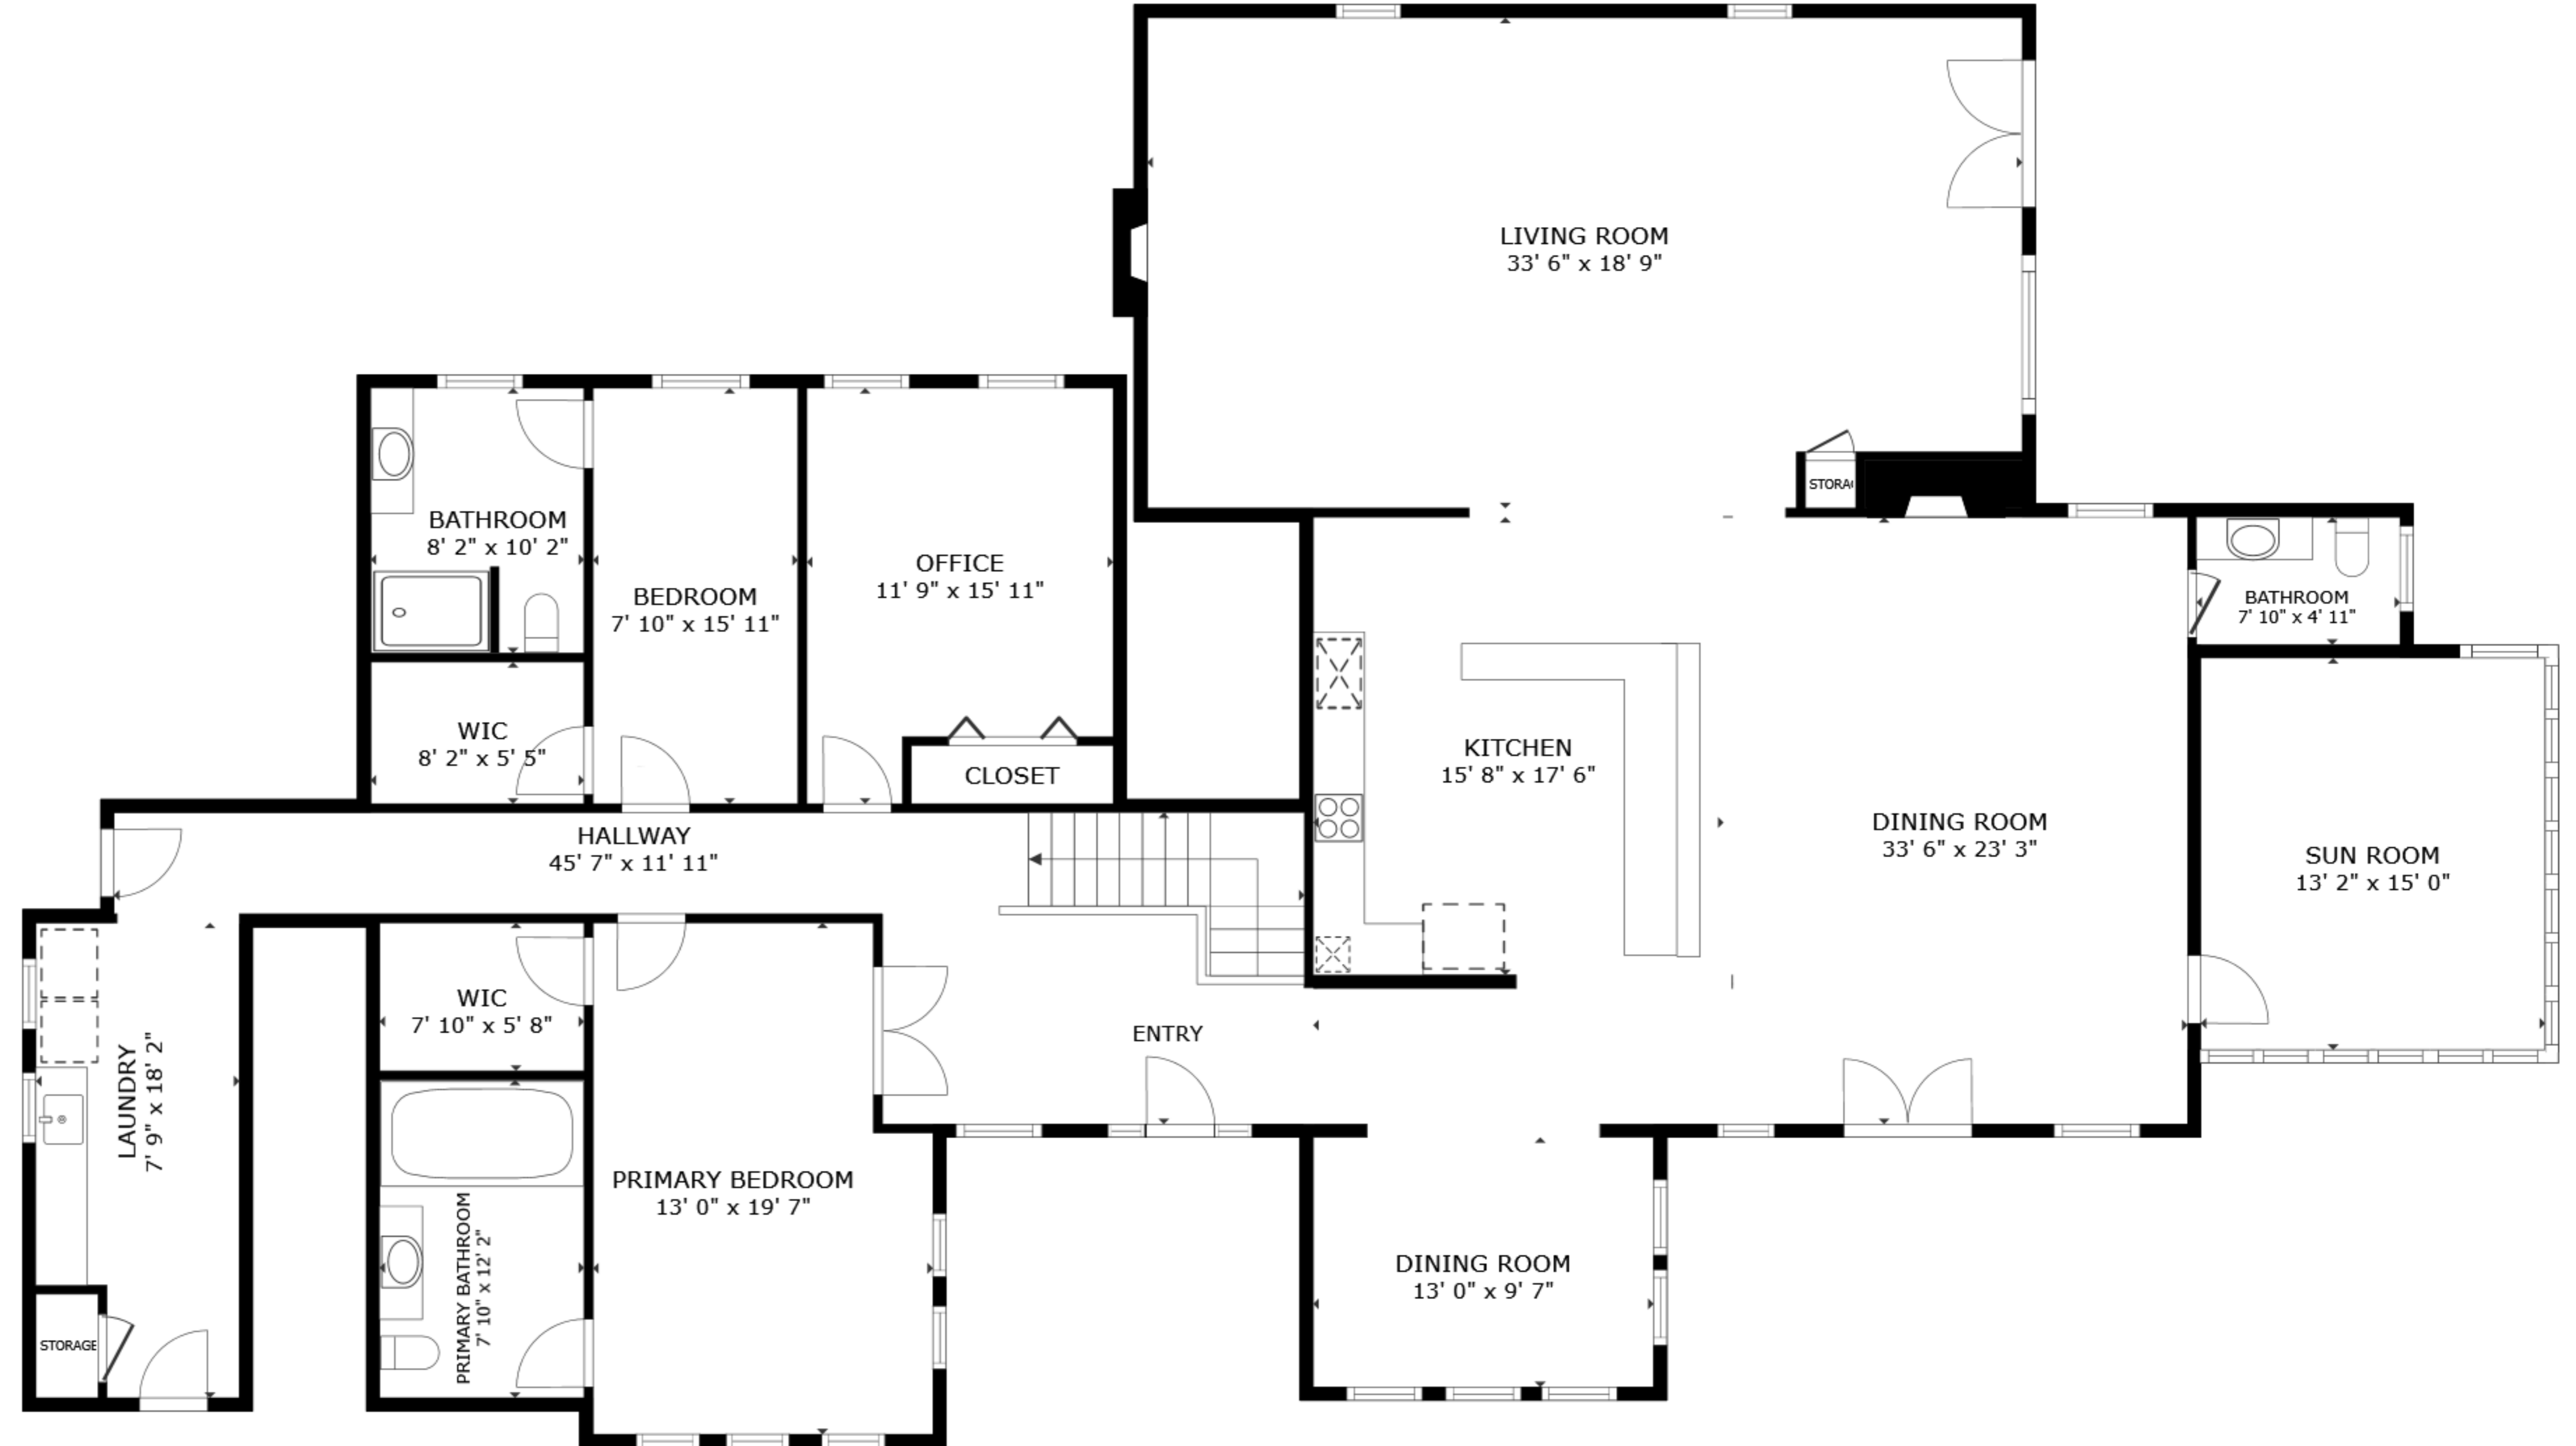 LIVING ROOM
33' 6" x 18' 9"
STORA
BATHROOM
8' 2" x 10' 2"
BEDROOM
7' 10" x 15' 11"
OFFICE
11' 9" x 15' 11"
BATHROOM
7' 10" x 4' 11"
WIC
8' 2" x 5' 5"
CLOSET
KITCHEN
15' 8" x 17' 6"
DINING ROOM
33' 6" x 23' 3"
SUN ROOM
13' 2" x 15' 0"
HALLWAY
45' 7" x 11' 11"
WIC
7' 10" x 5' 8"
ENTRY
LAUNDRY
7' 9" x 18' 2"
PRIMARY BEDROOM
13' 0" x 19' 7"
PRIMARY BATHROOM
7' 10" x 12' 2"
DINING ROOM
13' 0" x 9' 7"
STORAGE